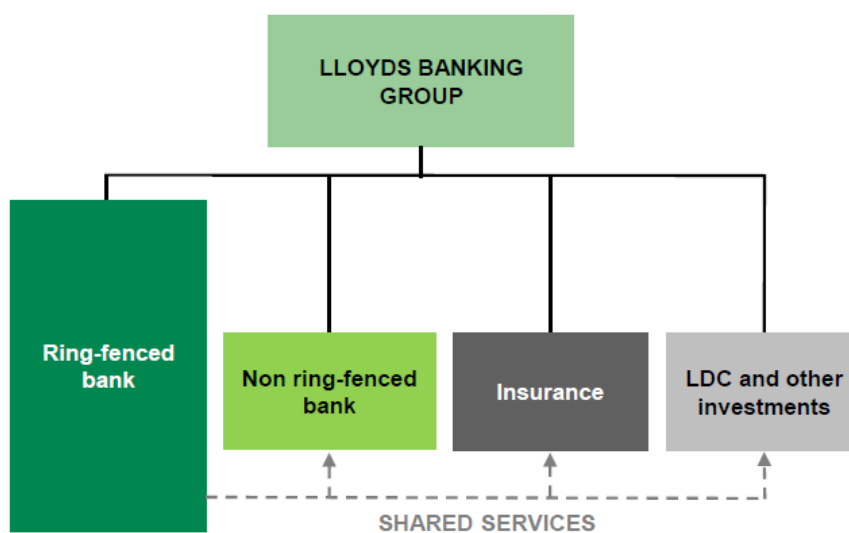 LLOYDS BANKING
GROUP
Ring-fenced
bank
Non ring-fenced
bank
Insurance
LDC and other
investments
SHARED SERVICES